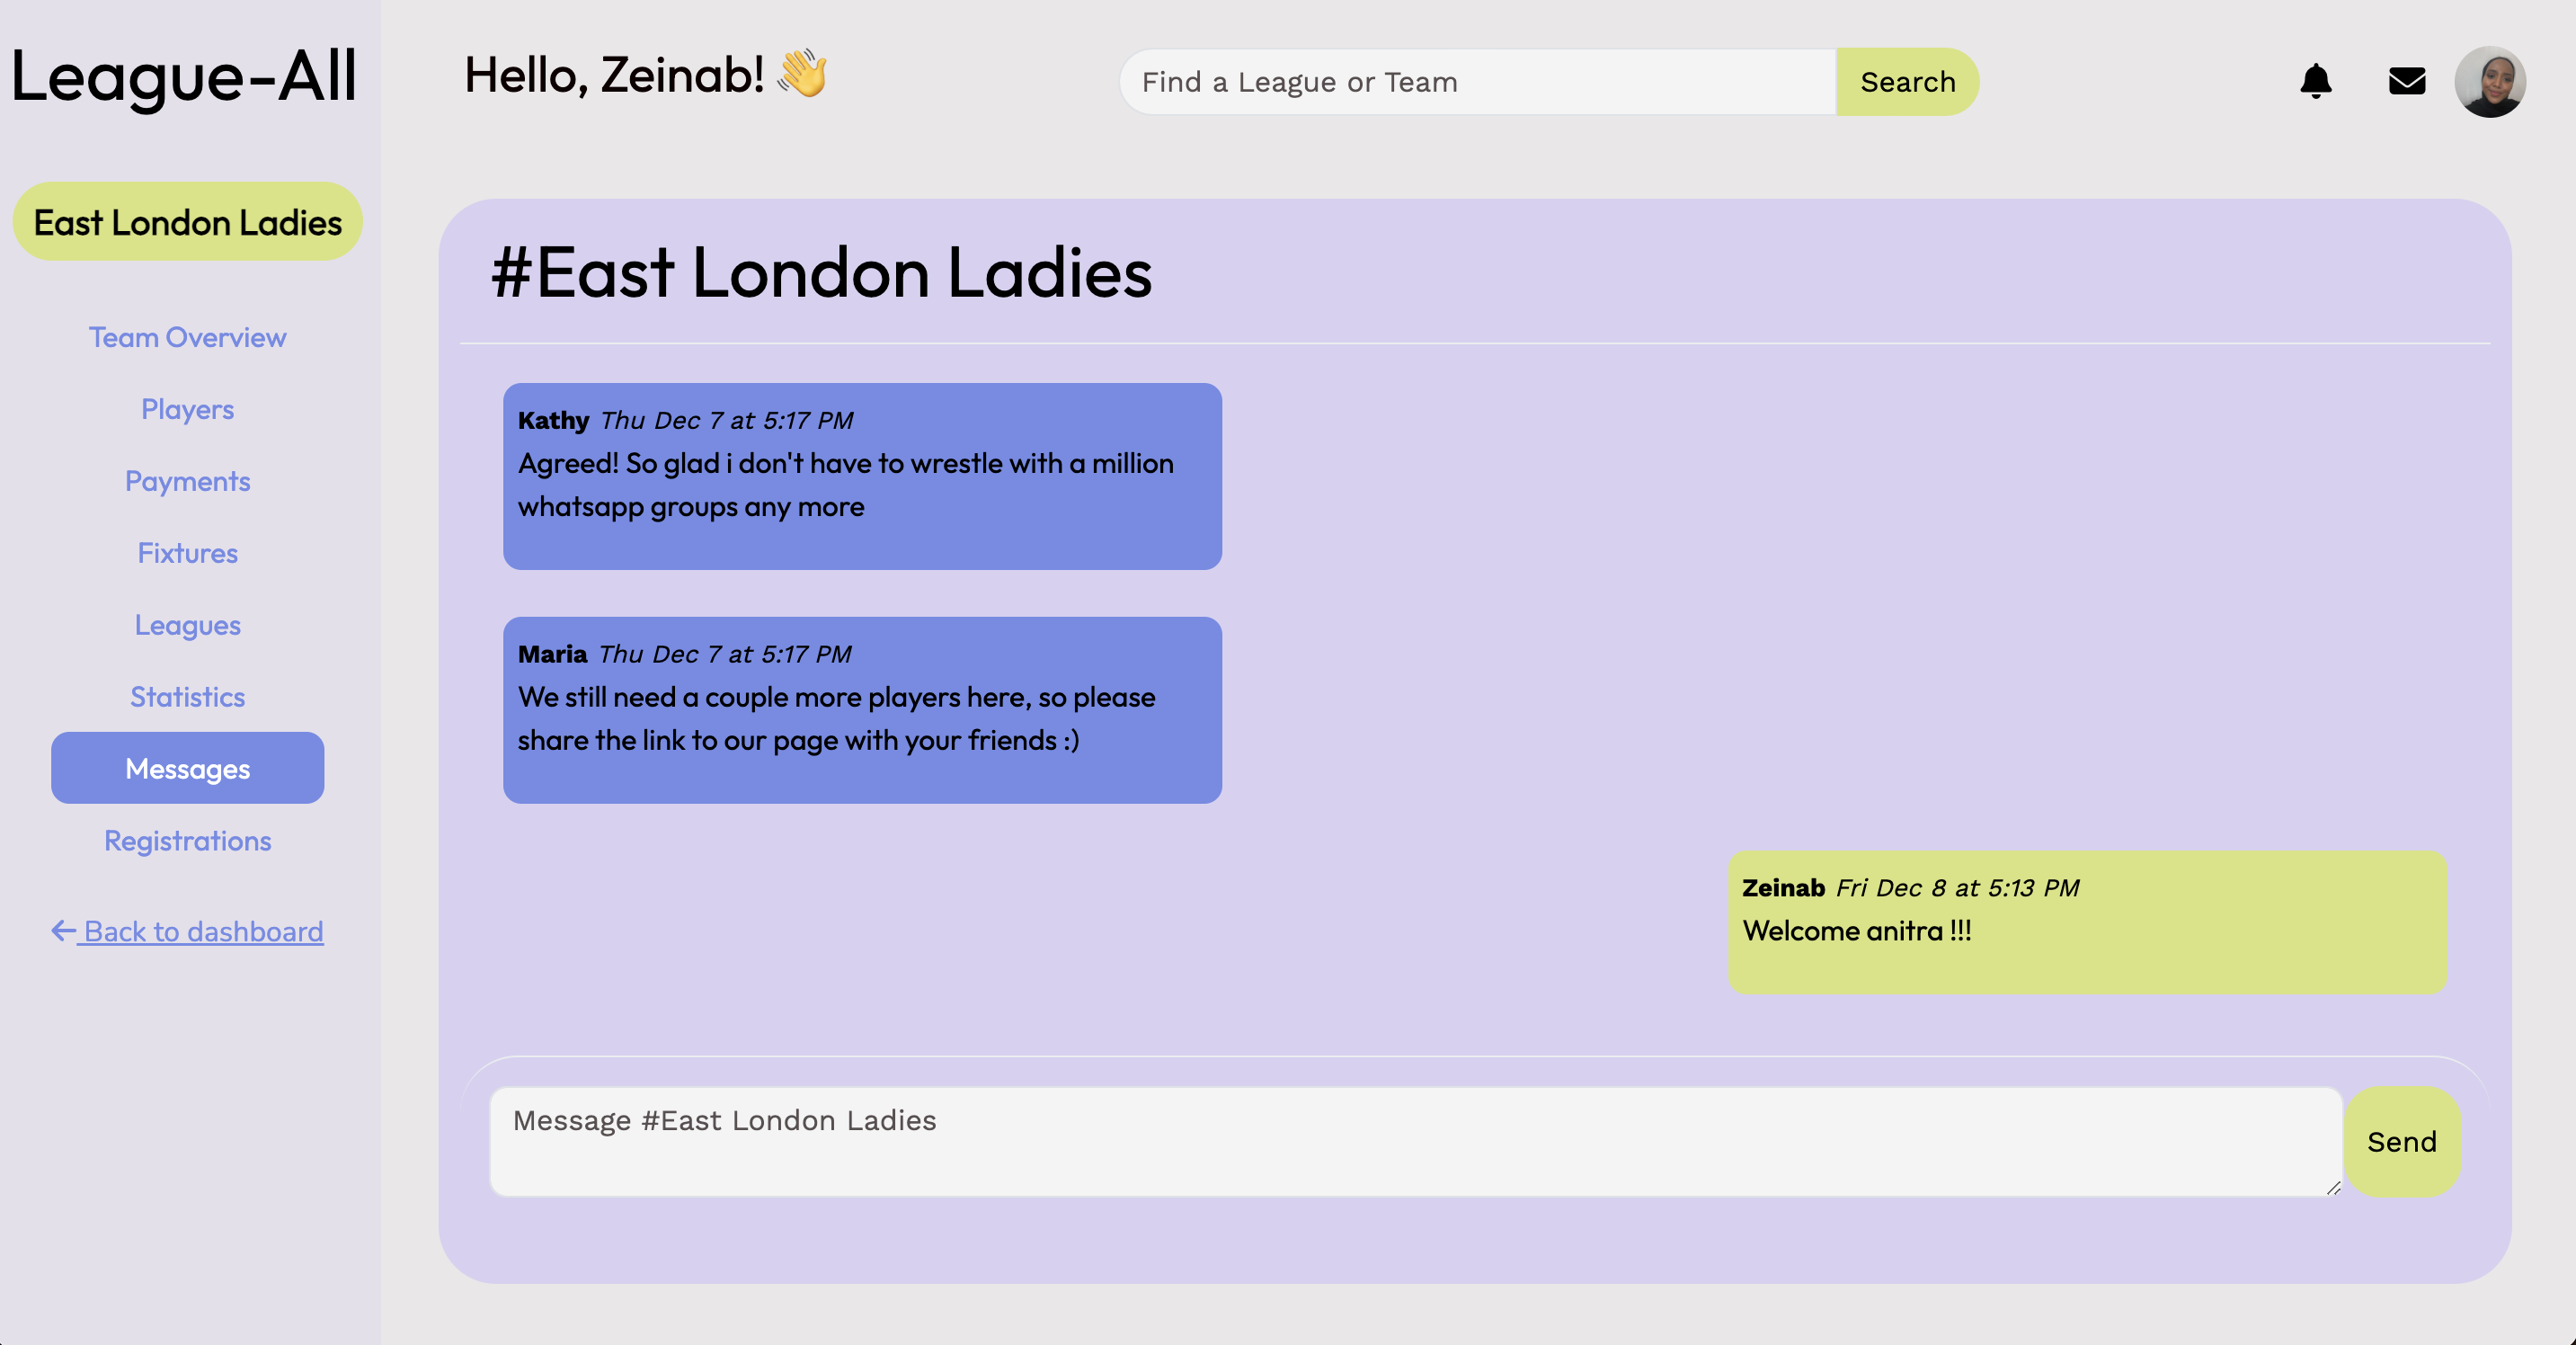 League-All
Hello, Zeinab! 👋
Find a League or Team
Search
East London Ladies
Team Overview
Players
Payments
Fixtures
Leagues
Statistics
Messages
Registrations
Back to dashboard
#East London Ladies
Kathy Thu Dec 7 at 5:17 PM
Agreed! So glad i don't have to wrestle with a million
whatsapp groups any more
Maria Thu Dec 7 at 5:17 PM
We still need a couple more players here, so please
share the link to our page with your friends :)
Zeinab Fri Dec 8 at 5:13 PM
Welcome anitra !!!
Message #East London Ladies
Send